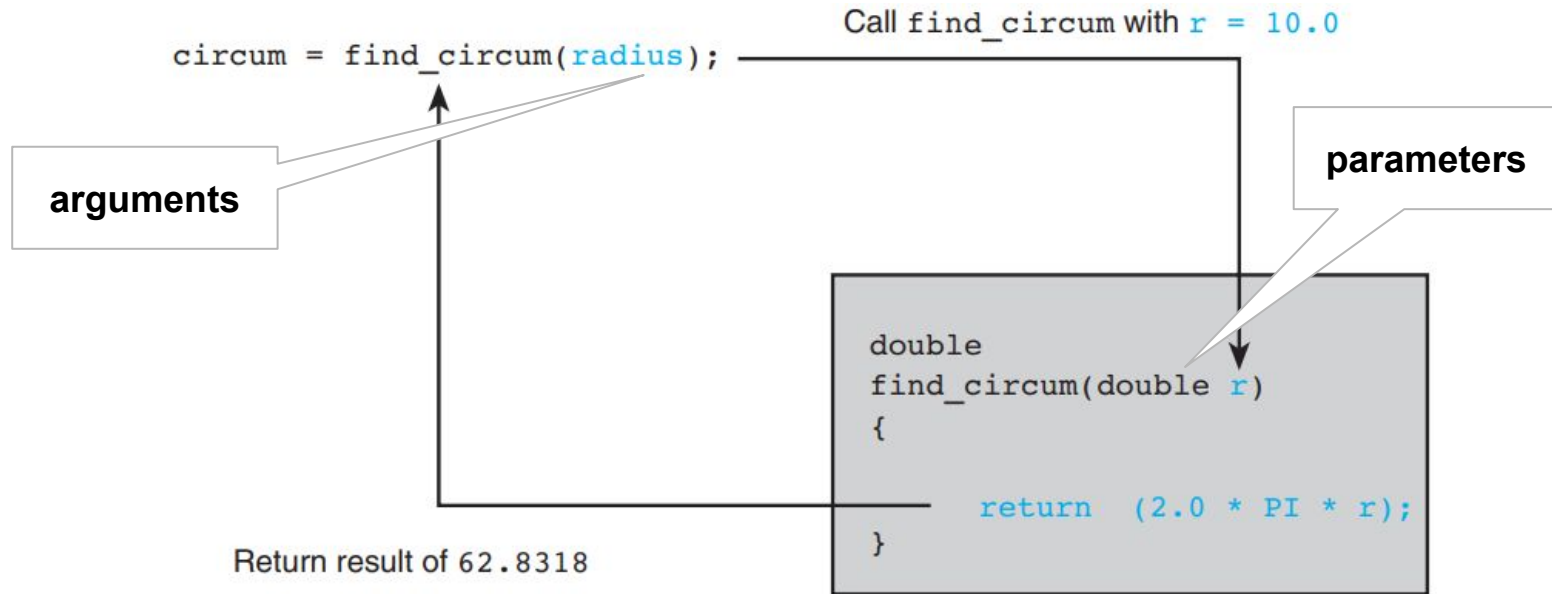 Call find_circum with r = 10.0
circum = find_circum(radius);
arguments
parameters
double
find_circum(double r)
{
return (2.0 * PI * r);
}
Return result of 62.8318